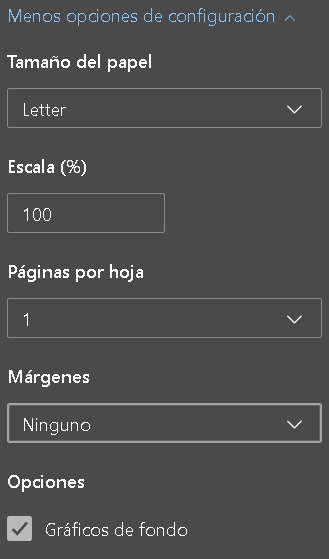 Menos opciones de configuración
Tamaño del papel
Letter
Escala (%)
100
Páginas por hoja
1
Márgenes
Ninguno
Opciones
Gráficos de fondo